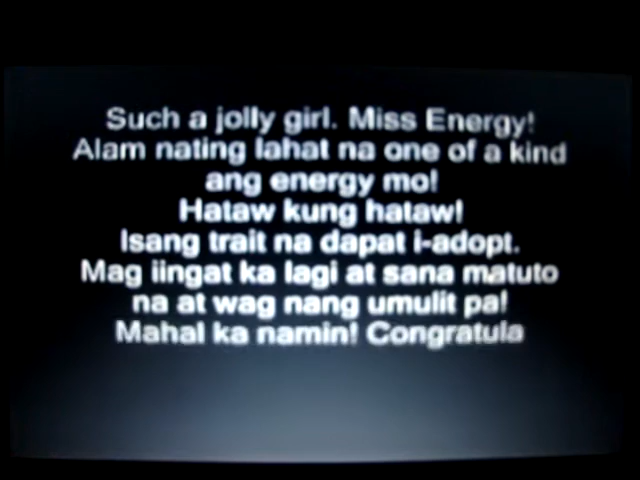 Such a jolly girl. Miss Energy!
Alam nating lahat na one of a kind
ang energy mo!
Hataw kung hataw!
Isang trait na dapat i-adopt.
Mag iingat ka lagi at sana matuto
na at wag nang umulit pa!
Mahal ka namin! Congratula